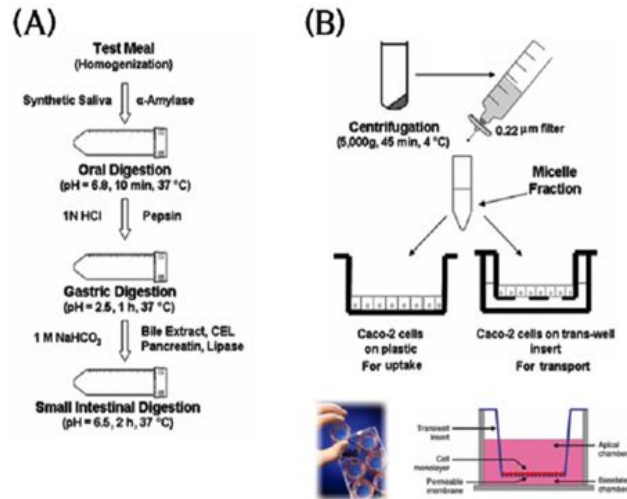 (A)
Test Meal
(Homogenization)
Synthetic Saliva α-Amylase
Oral Digestion
(pH = 6.8, 10 min, 37 °C)
1N HCl Pepsin
Gastric Digestion
(pH = 2.5, 1 h, 37 °C)
1 M NaHCO₃ Bile Extract, CEL
Pancreatin, Lipase
Small Intestinal Digestion
(pH = 6.5, 2 h, 37 °C)
(B)
Centrifugation
(5,000g, 45 min, 4 °C)
0.22 μm filter
Micelle
Fraction
Caco-2 cells
on plastic
For uptake
Caco-2 cells on trans-well
insert
For transport
Transwell
insert
Apical
chamber
Cell
monolayer
Permeable
membrane
chamber